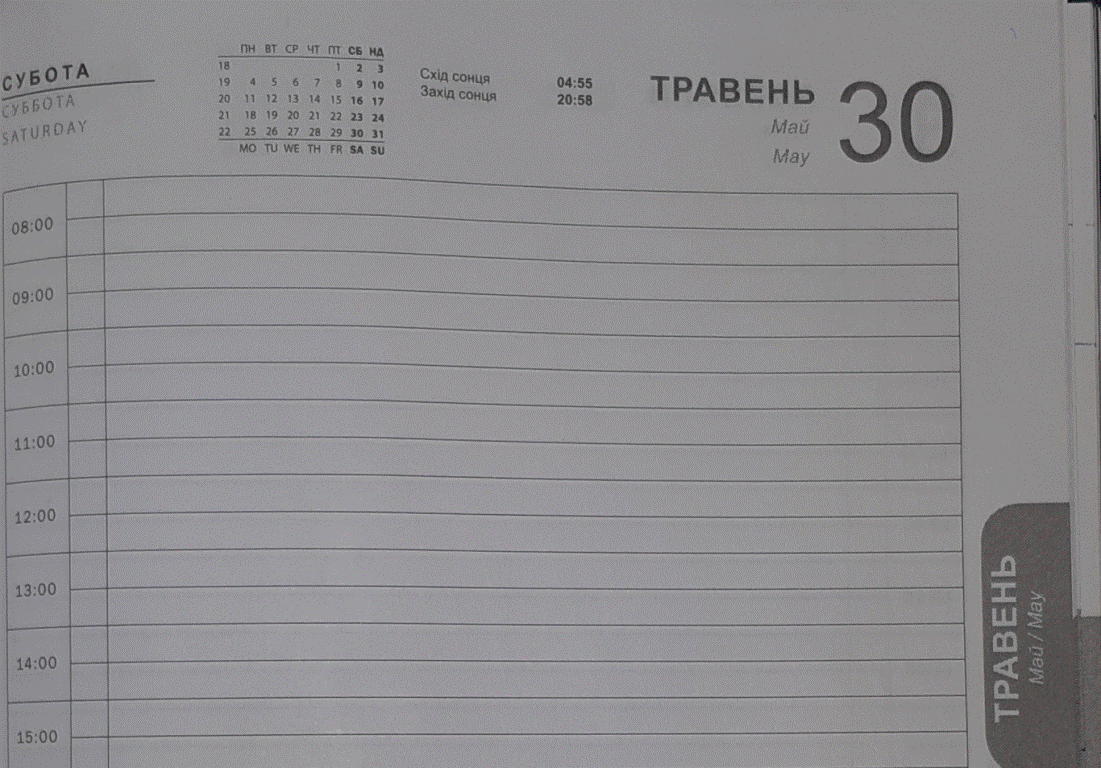 СУБОТА
СУББОТА
SATURDAY
ПН ВТ СР ЧТ ПТ СБ НД
18 1 2 3
19 4 5 6 7 8 9 10
20 11 12 13 14 15 16 17
21 18 19 20 21 22 23 24
22 25 26 27 28 29 30 31
MO TU WE TH FR SA SU
Схід сонця 04:55
Захід сонця 20:58
ТРАВЕНЬ 30
Май
May
08:00
09:00
10:00
11:00
12:00
13:00
14:00
15:00
ТРАВЕНЬ
Май / May